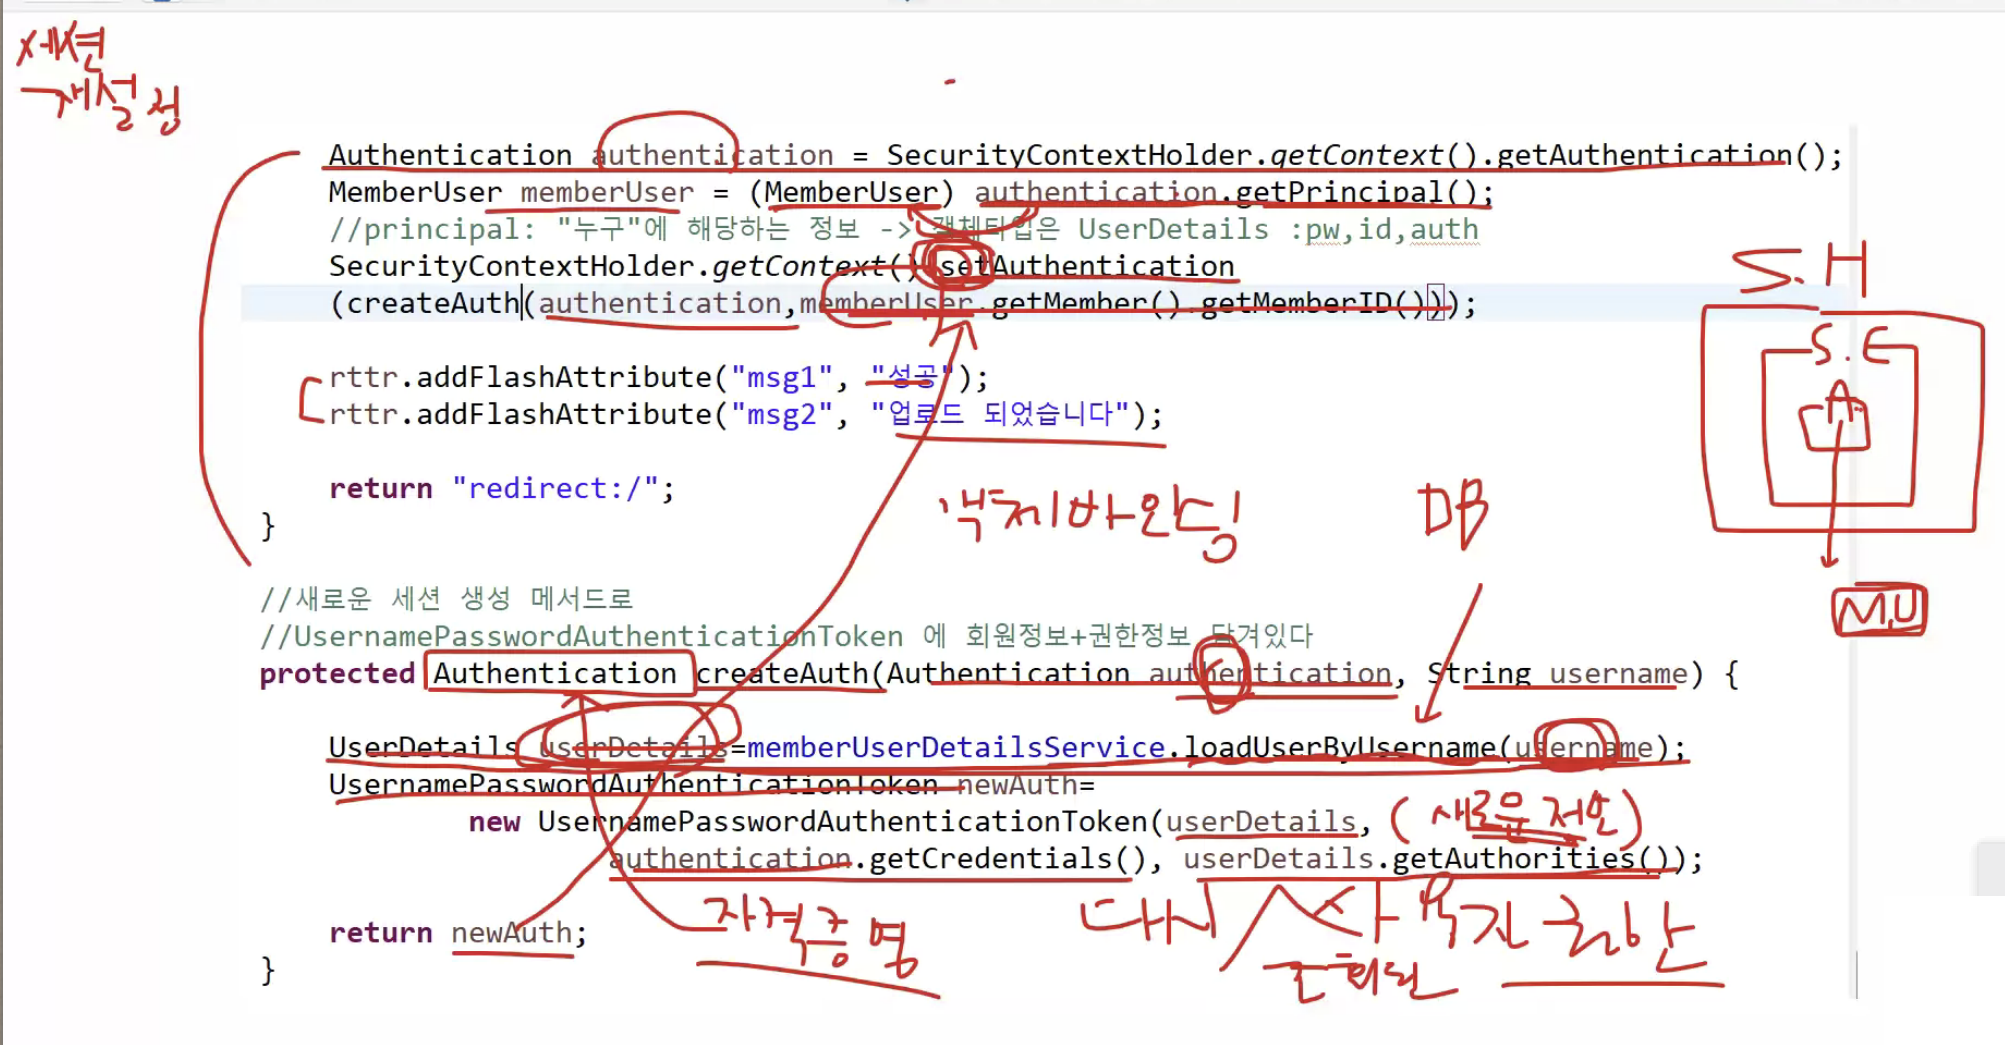 세션
재설정
Authentication authentication = SecurityContextHolder.getContext().getAuthentication();
MemberUser memberUser = (MemberUser) authentication.getPrincipal();
//principal: "누구"에 해당하는 정보 -> 객체타입은 UserDetails :pw,id,auth
SecurityContextHolder.getContext().setAuthentication
(createAuth(authentication,memberUser.getMember().getMemberID()));
S.H
S.E
A
M.U
rttr.addFlashAttribute("msg1", "성공");
rttr.addFlashAttribute("msg2", "업로드 되었습니다");
return "redirect:/";
}
객체바인딩
DB
//새로운 세션 생성 메서드로
//UsernamePasswordAuthenticationToken 에 회원정보+권한정보 담겨있다
protected Authentication createAuth(Authentication authentication, String username) {
UserDetails userDetails=memberUserDetailsService.loadUserByUsername(username);
UsernamePasswordAuthenticationToken newAuth=
new UsernamePasswordAuthenticationToken(userDetails,
(새로운 저안)
authentication.getCredentials(), userDetails.getAuthorities());
자격증명
다시 사용자 권한
조회된
return newAuth;
}